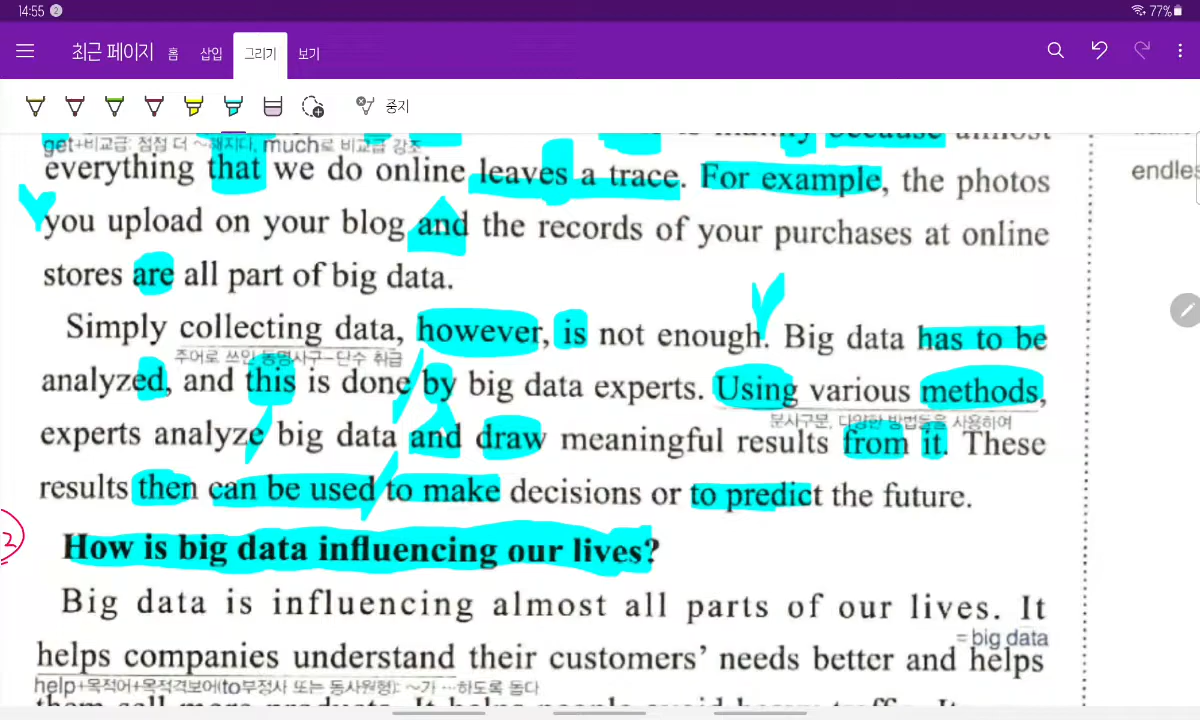 14:55 2 77%
최근 페이지 홈 삽입 그리기 보기
중지
get+비교급: 점점 더 ~해지다, much로 비교급 강조
everything that we do online leaves a trace. For example, the photos
endles
you upload on your blog and the records of your purchases at online
stores are all part of big data.
Simply collecting data, however, is not enough. Big data has to be
주어로 쓰인 동명사구-단수 취급
analyzed, and this is done by big data experts. Using various methods,
분사구문, 다양한 방법들을 사용하여
experts analyze big data and draw meaningful results from it. These
results then can be used to make decisions or to predict the future.
2
How is big data influencing our lives?
Big data is influencing almost all parts of our lives. It
= big data
helps companies understand their customers' needs better and helps
help+목적어+목적격보어(to부정사 또는 동사원형): ~가 …하도록 돕다